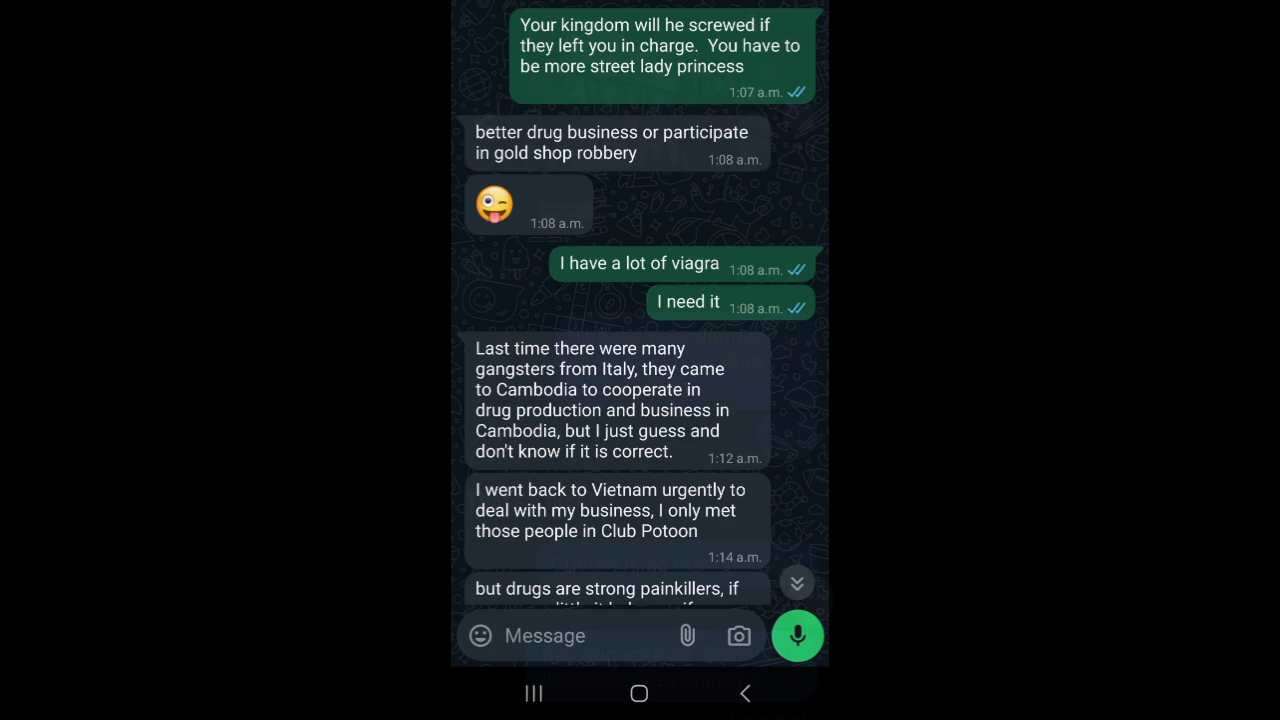 Your kingdom will he screwed if
they left you in charge.  You have to
be more street lady princess
1:07 a.m.
better drug business or participate
in gold shop robbery
1:08 a.m.
1:08 a.m.
I have a lot of viagra
1:08 a.m.
I need it
1:08 a.m.
Last time there were many
gangsters from Italy, they came
to Cambodia to cooperate in
drug production and business in
Cambodia, but I just guess and
don't know if it is correct.
1:12 a.m.
I went back to Vietnam urgently to
deal with my business, I only met
those people in Club Potoon
1:14 a.m.
but drugs are strong painkillers, if
Message